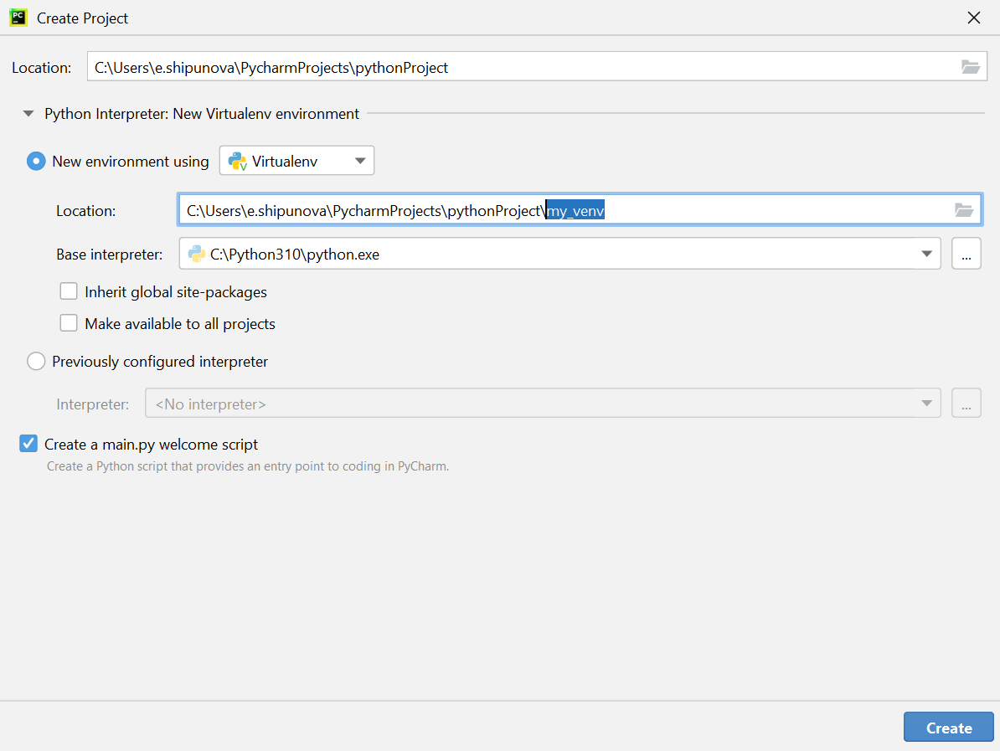 PC Create Project
Location: C:\Users\e.shipunova\PycharmProjects\pythonProject
Python Interpreter: New Virtualenv environment
New environment using Virtualenv
Location: C:\Users\e.shipunova\PycharmProjects\pythonProject\my_venv
Base interpreter: C:\Python310\python.exe ...
Inherit global site-packages
Make available to all projects
Previously configured interpreter
Interpreter: <No interpreter> ...
Create a main.py welcome script
Create a Python script that provides an entry point to coding in PyCharm.
Create